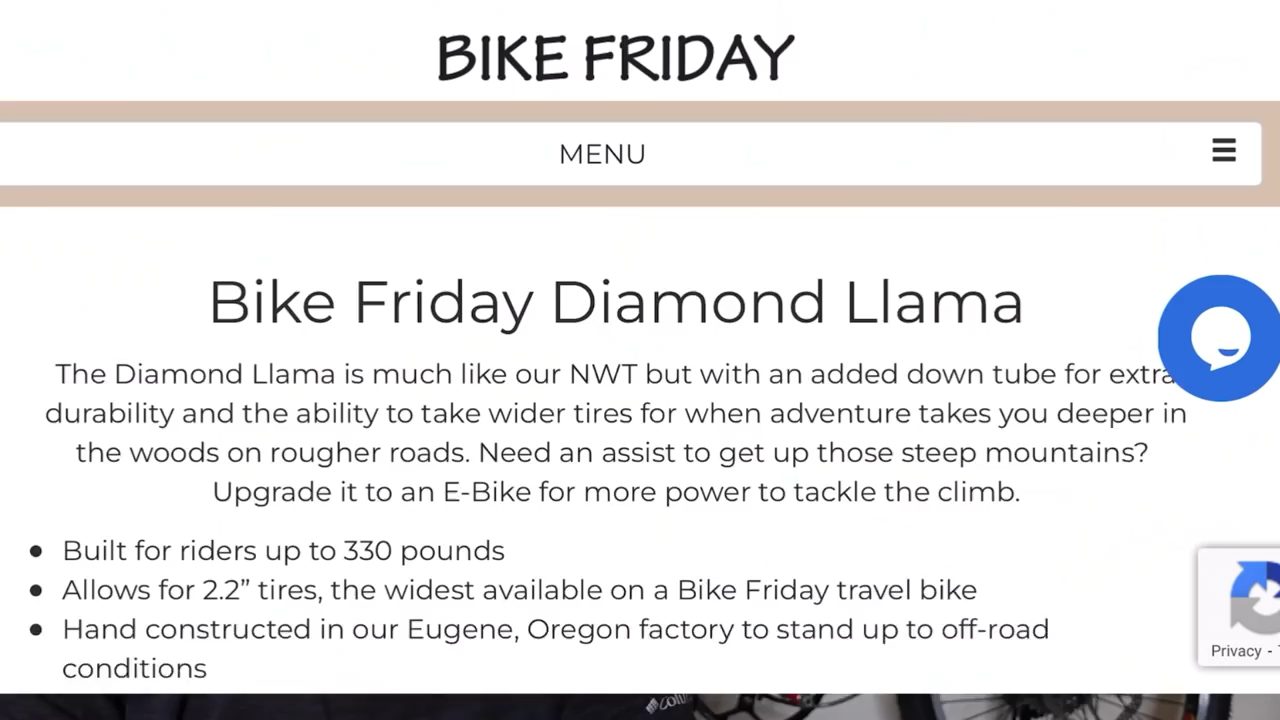 BIKE FRIDAY
MENU
Bike Friday Diamond Llama
The Diamond Llama is much like our NWT but with an added down tube for extra
durability and the ability to take wider tires for when adventure takes you deeper in
the woods on rougher roads. Need an assist to get up those steep mountains?
Upgrade it to an E-Bike for more power to tackle the climb.
● Built for riders up to 330 pounds
● Allows for 2.2” tires, the widest available on a Bike Friday travel bike
● Hand constructed in our Eugene, Oregon factory to stand up to off-road
conditions
Privacy -